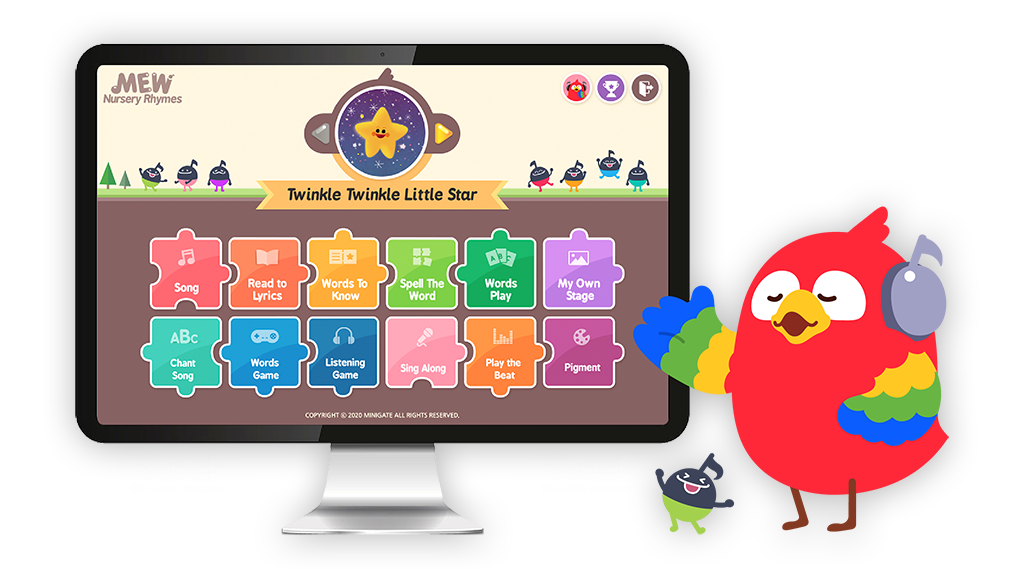 MEW
Nursery Rhymes
Twinkle Twinkle Little Star
Song
Read to
Lyrics
Words To
Know
Spell The
Word
Words
Play
My Own
Stage
ABc
Chant
Song
Words
Game
Listening
Game
Sing Along
Play the
Beat
Pigment
COPYRIGHT ⓒ 2020 MINIGATE ALL RIGHTS RESERVED.